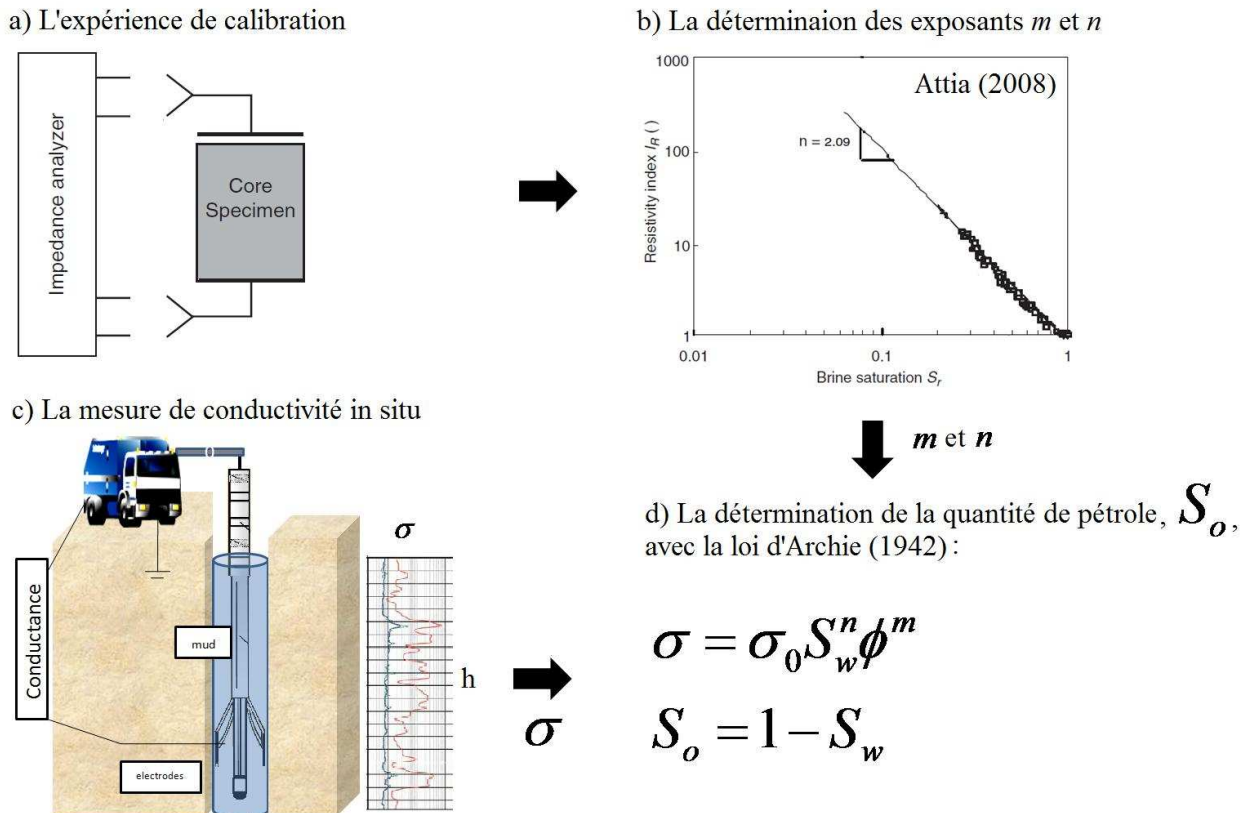 a) L'expérience de calibration
Impedance analyzer
Core
Specimen
b) La déterminaion des exposants m et n
Attia (2008)
Resistivity index I_R ()
1000
100
10
1
n = 2.09
0.01
0.1
1
Brine saturation S_r
m et n
c) La mesure de conductivité in situ
Conductance
mud
electrodes
σ
h
σ
d) La détermination de la quantité de pétrole, S_o,
avec la loi d'Archie (1942) :
σ = σ_0 S_w^n ϕ^m
S_o = 1 − S_w